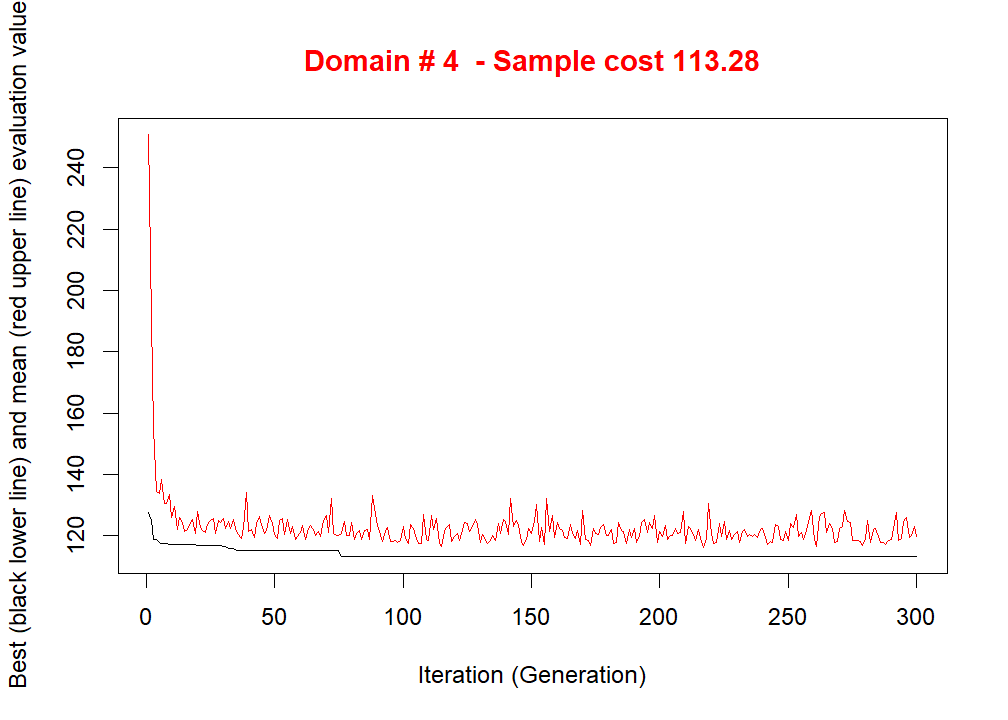 Domain # 4  - Sample cost 113.28
Best (black lower line) and mean (red upper line) evaluation value
240
220
200
180
160
140
120
0 50 100 150 200 250 300
Iteration (Generation)